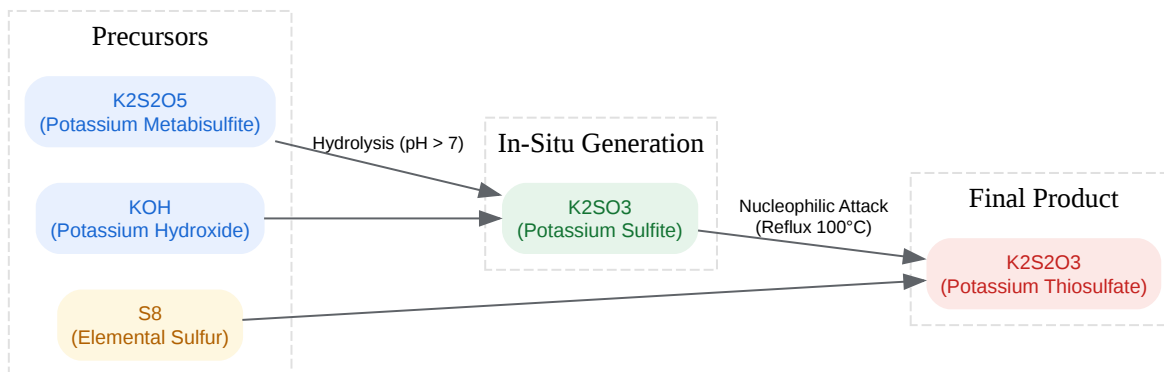 Precursors
K2S2O5
(Potassium Metabisulfite)
Hydrolysis (pH > 7)
KOH
(Potassium Hydroxide)
S8
(Elemental Sulfur)
In-Situ Generation
K2SO3
(Potassium Sulfite)
Nucleophilic Attack
(Reflux 100°C)
Final Product
K2S2O3
(Potassium Thiosulfate)